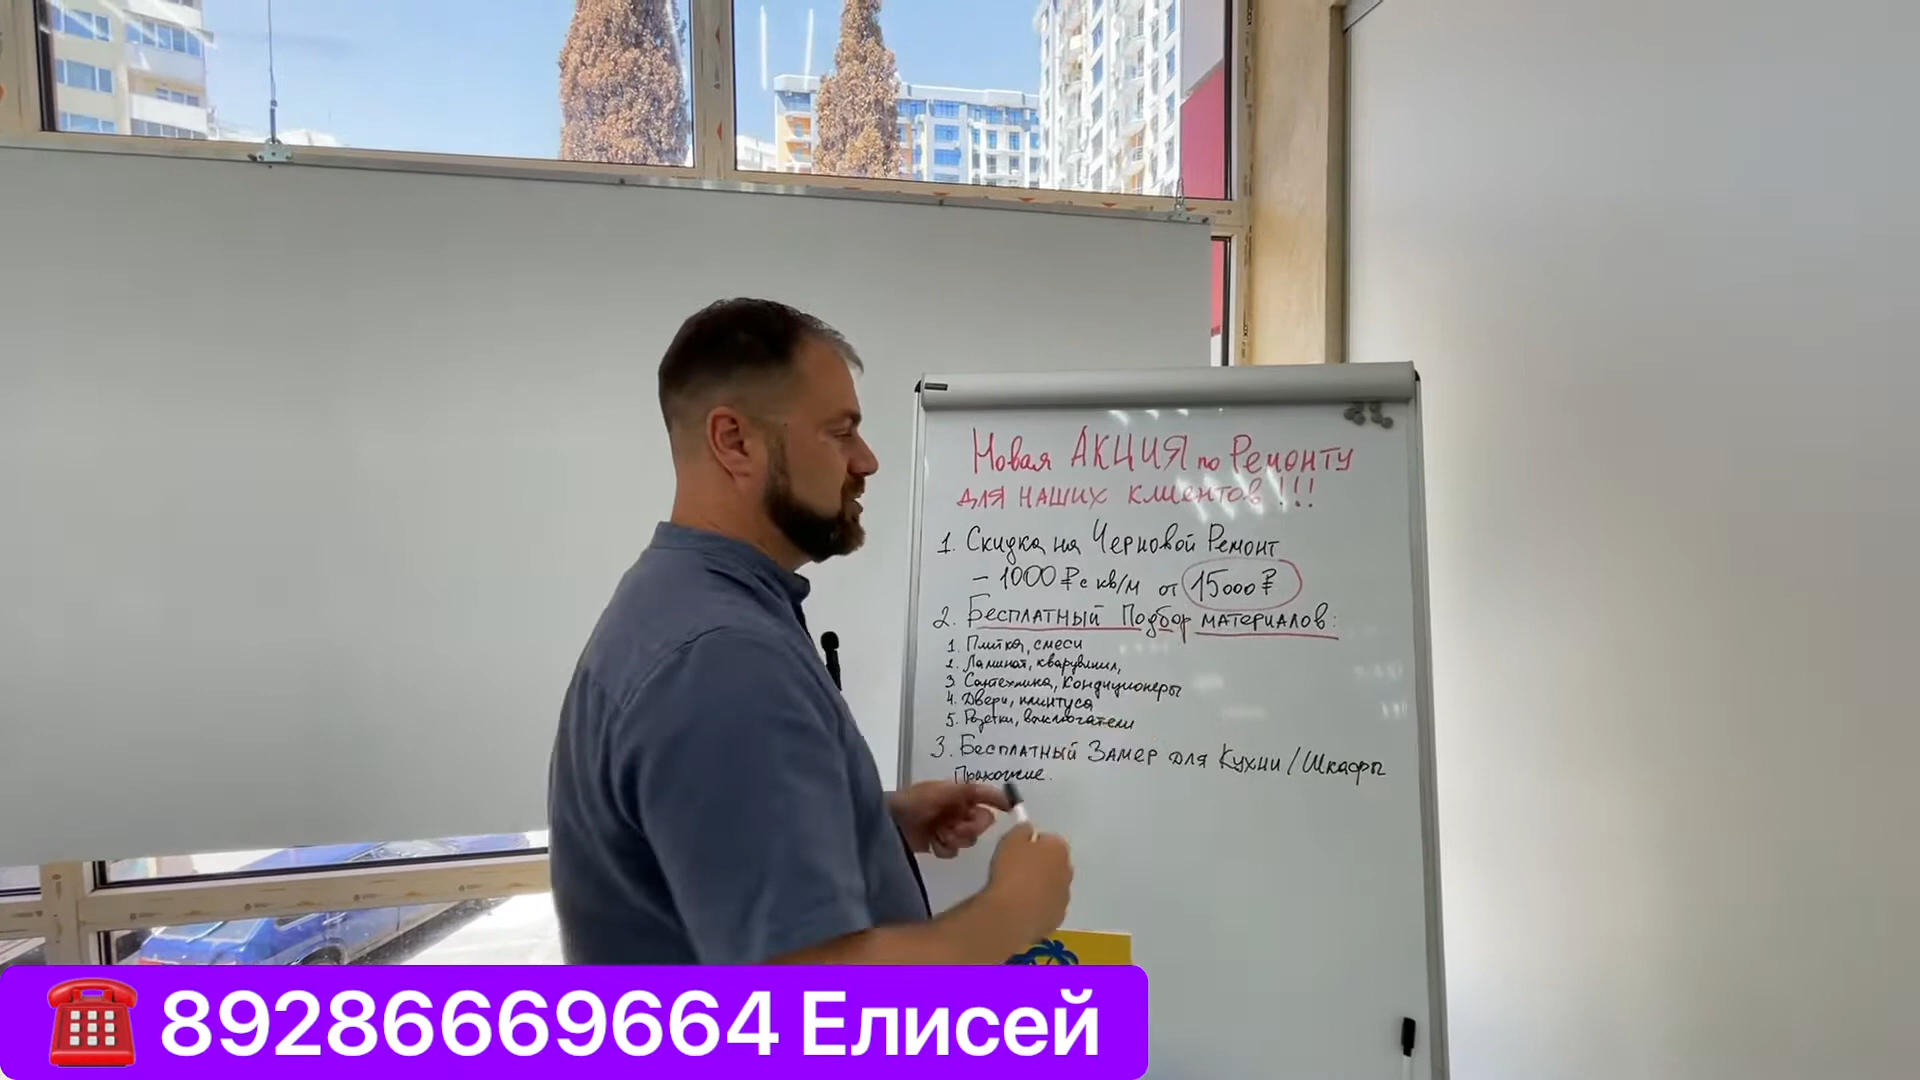 Новая АКЦИЯ по Ремонту
для наших клиентов!!!
1. Скидка на Черновой Ремонт
- 1000 ₽ с кв/м от 15000 ₽
2. Бесплатный Подбор материалов:
1. Плитка, смеси
2. Ламинат, кварцвинил,
3. Сантехника, Кондиционеры
4. Двери, плинтуса
5. Розетки, выключатели
3. Бесплатный Замер для Кухни/Шкафы
Прихожие.
89286669664 Елисей